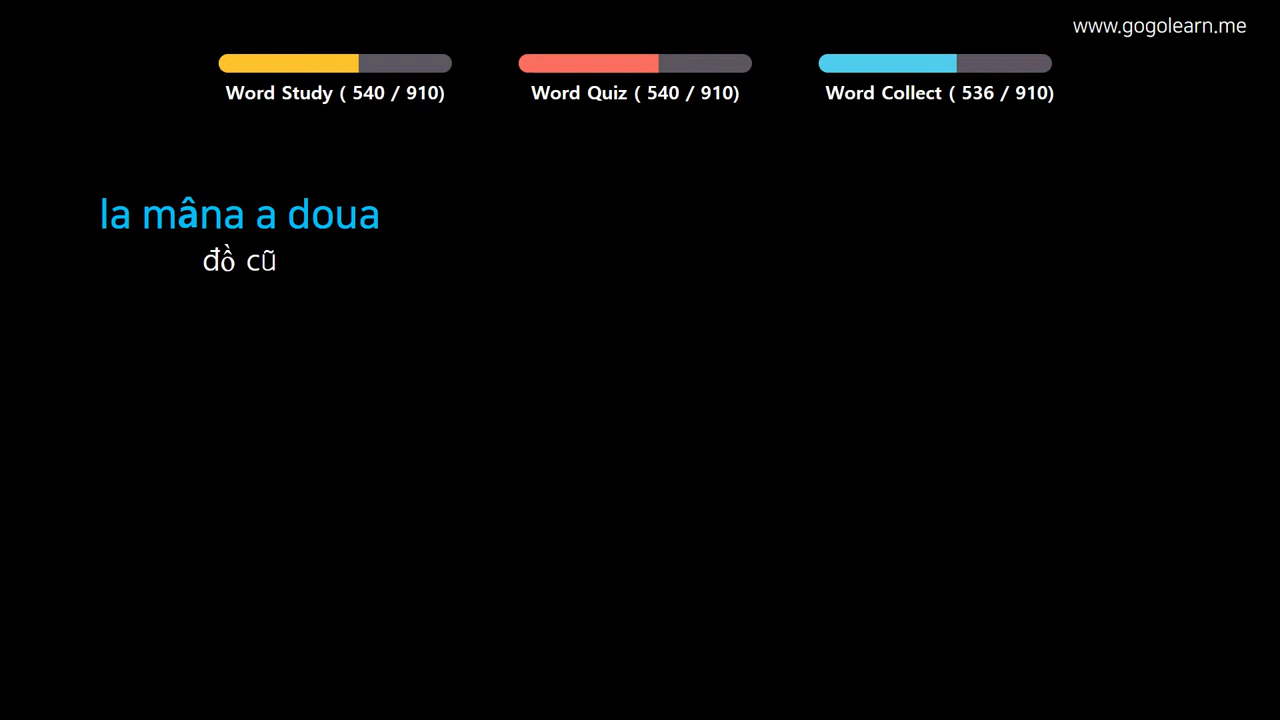 www.gogolearn.me
Word Study ( 540 / 910)
Word Quiz ( 540 / 910)
Word Collect ( 536 / 910)
la mâna a doua
đồ cũ